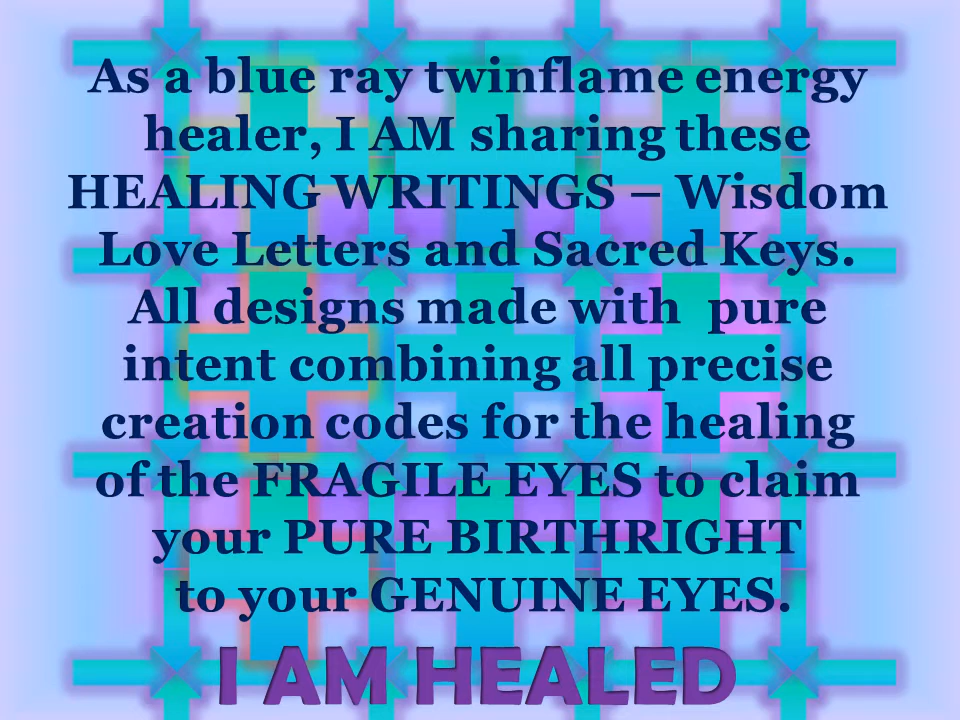 As a blue ray twinflame energy
healer, I AM sharing these
HEALING WRITINGS – Wisdom
Love Letters and Sacred Keys.
All designs made with pure
intent combining all precise
creation codes for the healing
of the FRAGILE EYES to claim
your PURE BIRTHRIGHT
to your GENUINE EYES.
I AM HEALED